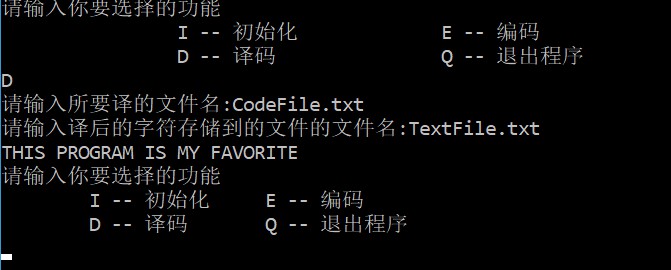 请输入你要选择的功能
I -- 初始化 E -- 编码
D -- 译码 Q -- 退出程序
D
请输入所要译的文件名:CodeFile.txt
请输入译后的字符存储到的文件的文件名:TextFile.txt
THIS PROGRAM IS MY FAVORITE
请输入你要选择的功能
I -- 初始化 E -- 编码
D -- 译码 Q -- 退出程序